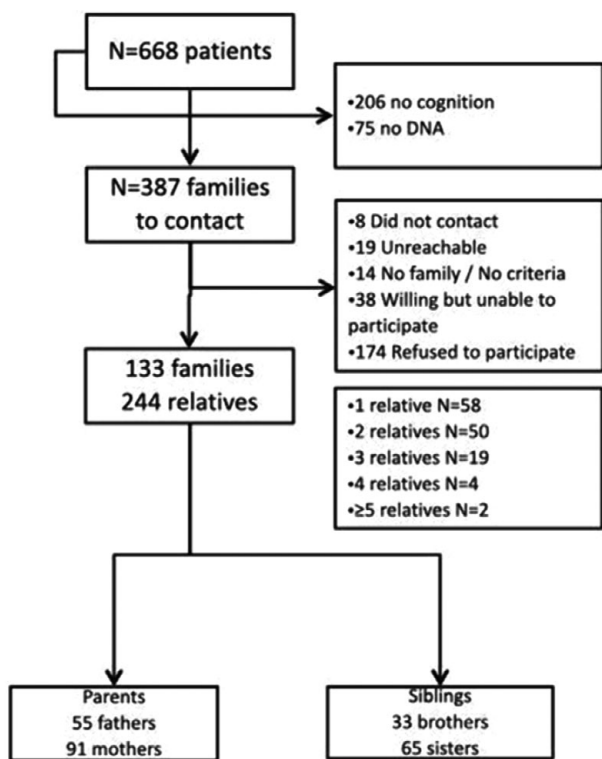 N=668 patients
•206 no cognition
•75 no DNA
N=387 families
to contact
•8 Did not contact
•19 Unreachable
•14 No family / No criteria
•38 Willing but unable to
participate
•174 Refused to participate
133 families
244 relatives
•1 relative N=58
•2 relatives N=50
•3 relatives N=19
•4 relatives N=4
•≥5 relatives N=2
Parents
55 fathers
91 mothers
Siblings
33 brothers
65 sisters